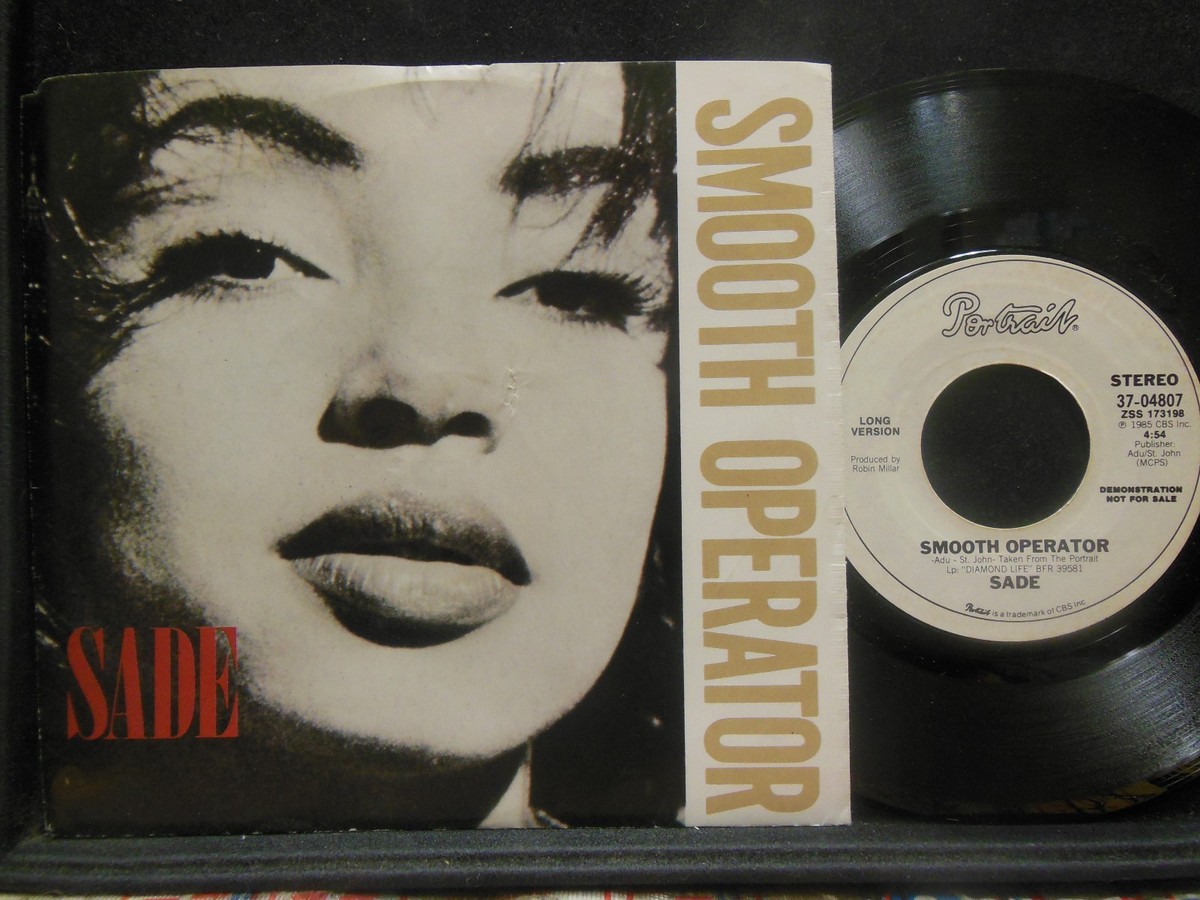 SADE
SMOOTH OPERATOR
Portrait®
STEREO
37-04807
ZSS 173198
℗ 1985 CBS Inc.
4:54
Publisher:
Adu/St. John
(MCPS)
LONG
VERSION
Produced by
Robin Millar
DEMONSTRATION
NOT FOR SALE
SMOOTH OPERATOR
-Adu - St. John- Taken From The Portrait
Lp: "DIAMOND LIFE" BFR 39581
SADE
Portrait is a trademark of CBS Inc